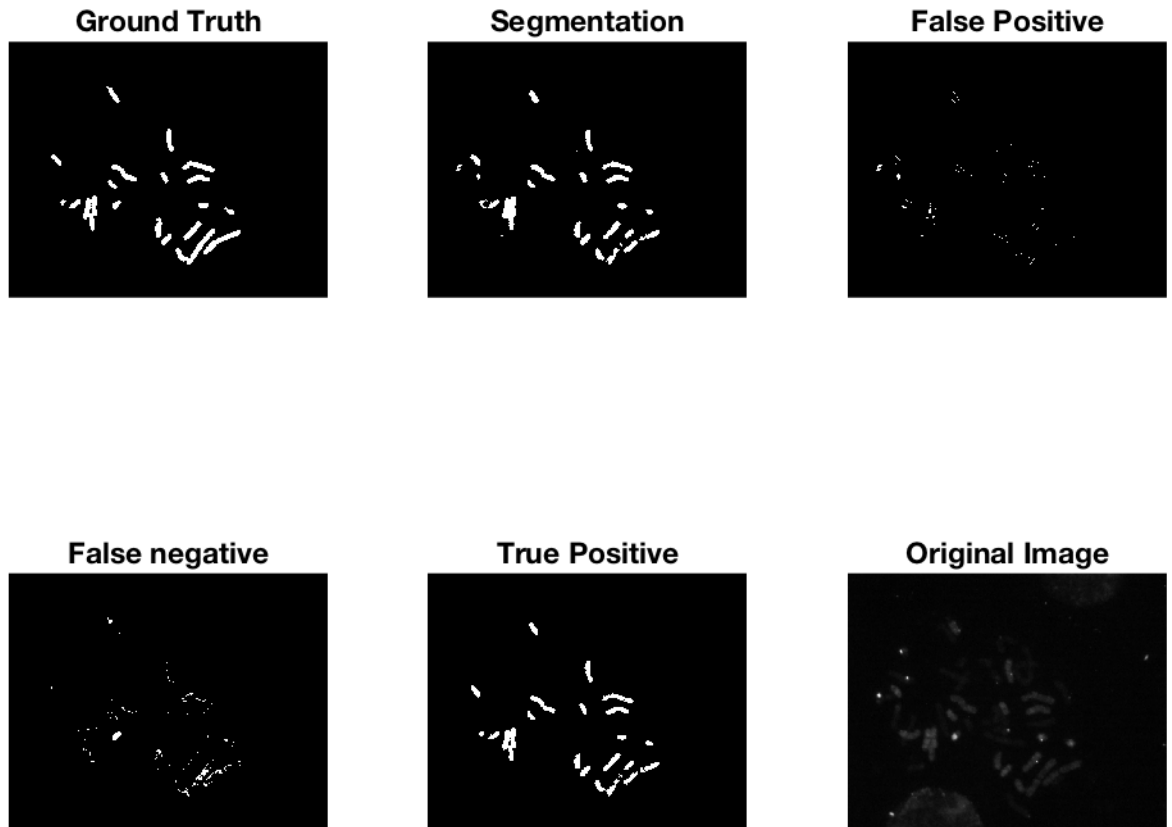 Ground Truth
Segmentation
False Positive
False negative
True Positive
Original Image